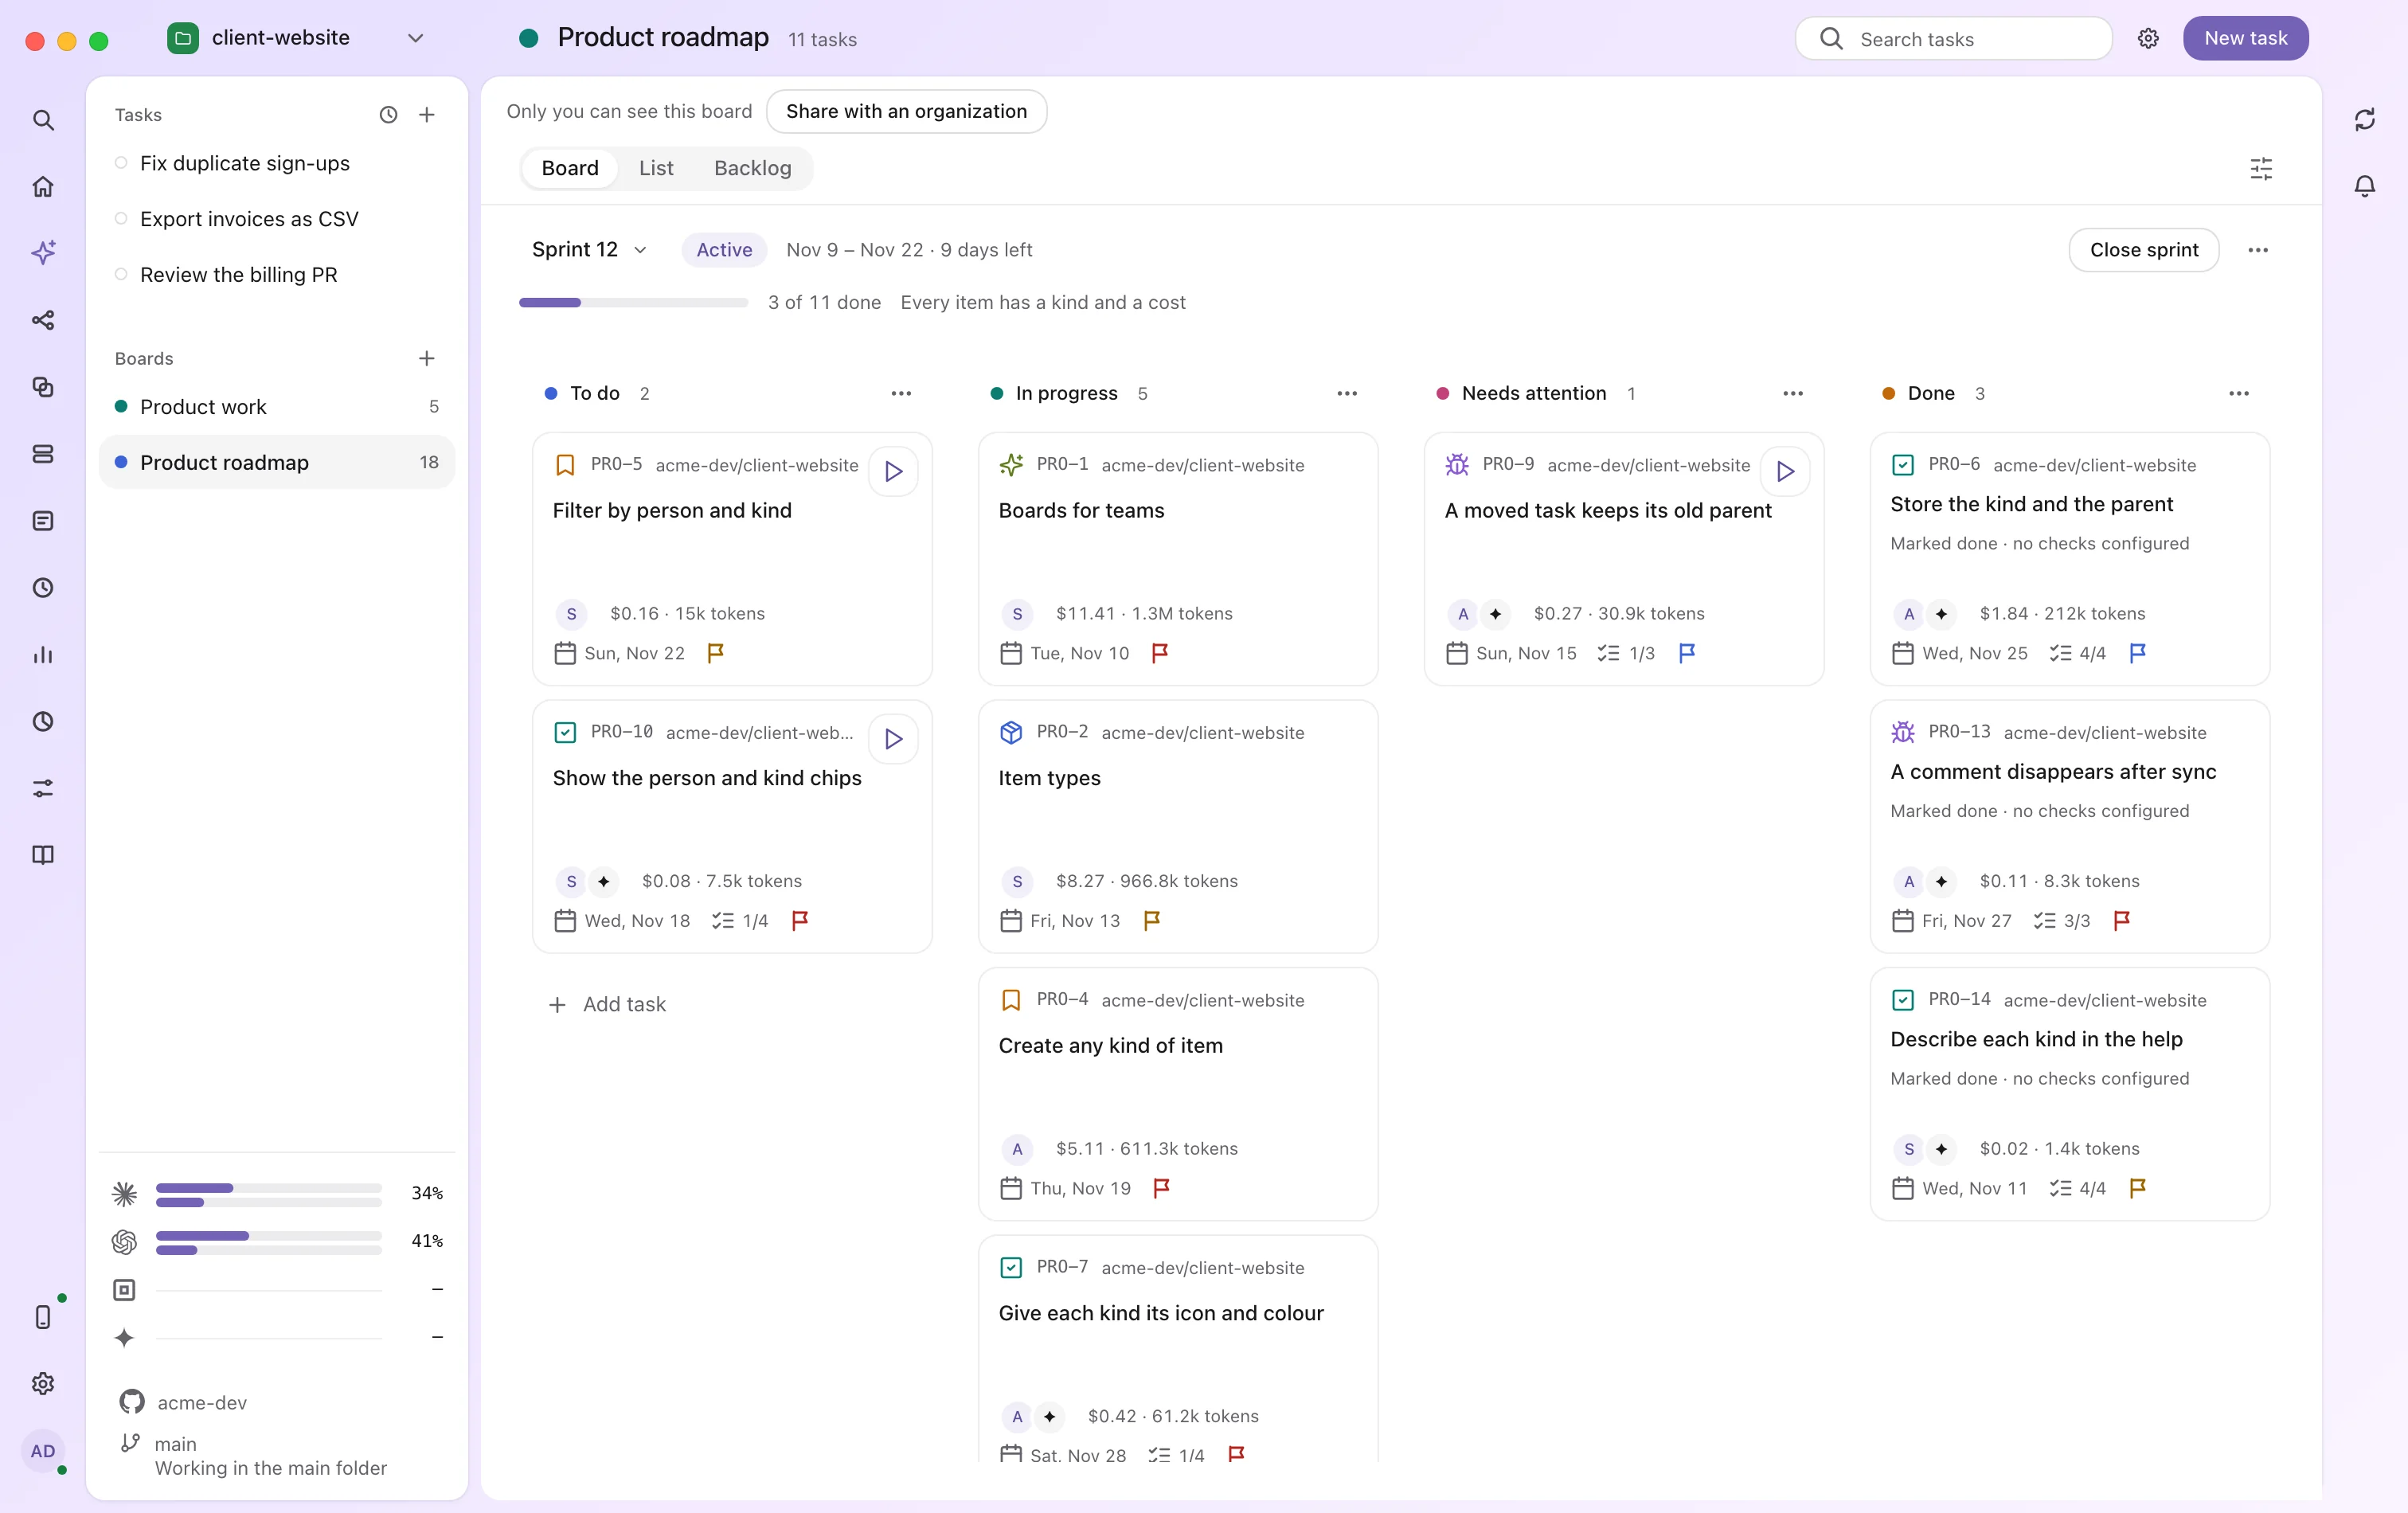 client-website
Product roadmap 11 tasks
Search tasks
New task
Tasks
Fix duplicate sign-ups
Export invoices as CSV
Review the billing PR
Boards
Product work 5
Product roadmap 18
34%
41%
–
–
acme-dev
main
Working in the main folder
AD
Only you can see this board
Share with an organization
Board List Backlog
Sprint 12 Active Nov 9 – Nov 22 · 9 days left
Close sprint
3 of 11 done Every item has a kind and a cost
To do 2
PRO-5 acme-dev/client-website
Filter by person and kind
S $0.16 · 15k tokens
Sun, Nov 22
PRO-10 acme-dev/client-web...
Show the person and kind chips
S $0.08 · 7.5k tokens
Wed, Nov 18 1/4
Add task
In progress 5
PRO-1 acme-dev/client-website
Boards for teams
S $11.41 · 1.3M tokens
Tue, Nov 10
PRO-2 acme-dev/client-website
Item types
S $8.27 · 966.8k tokens
Fri, Nov 13
PRO-4 acme-dev/client-website
Create any kind of item
A $5.11 · 611.3k tokens
Thu, Nov 19
PRO-7 acme-dev/client-website
Give each kind its icon and colour
A $0.42 · 61.2k tokens
Sat, Nov 28 1/4
Needs attention 1
PRO-9 acme-dev/client-website
A moved task keeps its old parent
A $0.27 · 30.9k tokens
Sun, Nov 15 1/3
Done 3
PRO-6 acme-dev/client-website
Store the kind and the parent
Marked done · no checks configured
A $1.84 · 212k tokens
Wed, Nov 25 4/4
PRO-13 acme-dev/client-website
A comment disappears after sync
Marked done · no checks configured
A $0.11 · 8.3k tokens
Fri, Nov 27 3/3
PRO-14 acme-dev/client-website
Describe each kind in the help
Marked done · no checks configured
S $0.02 · 1.4k tokens
Wed, Nov 11 4/4